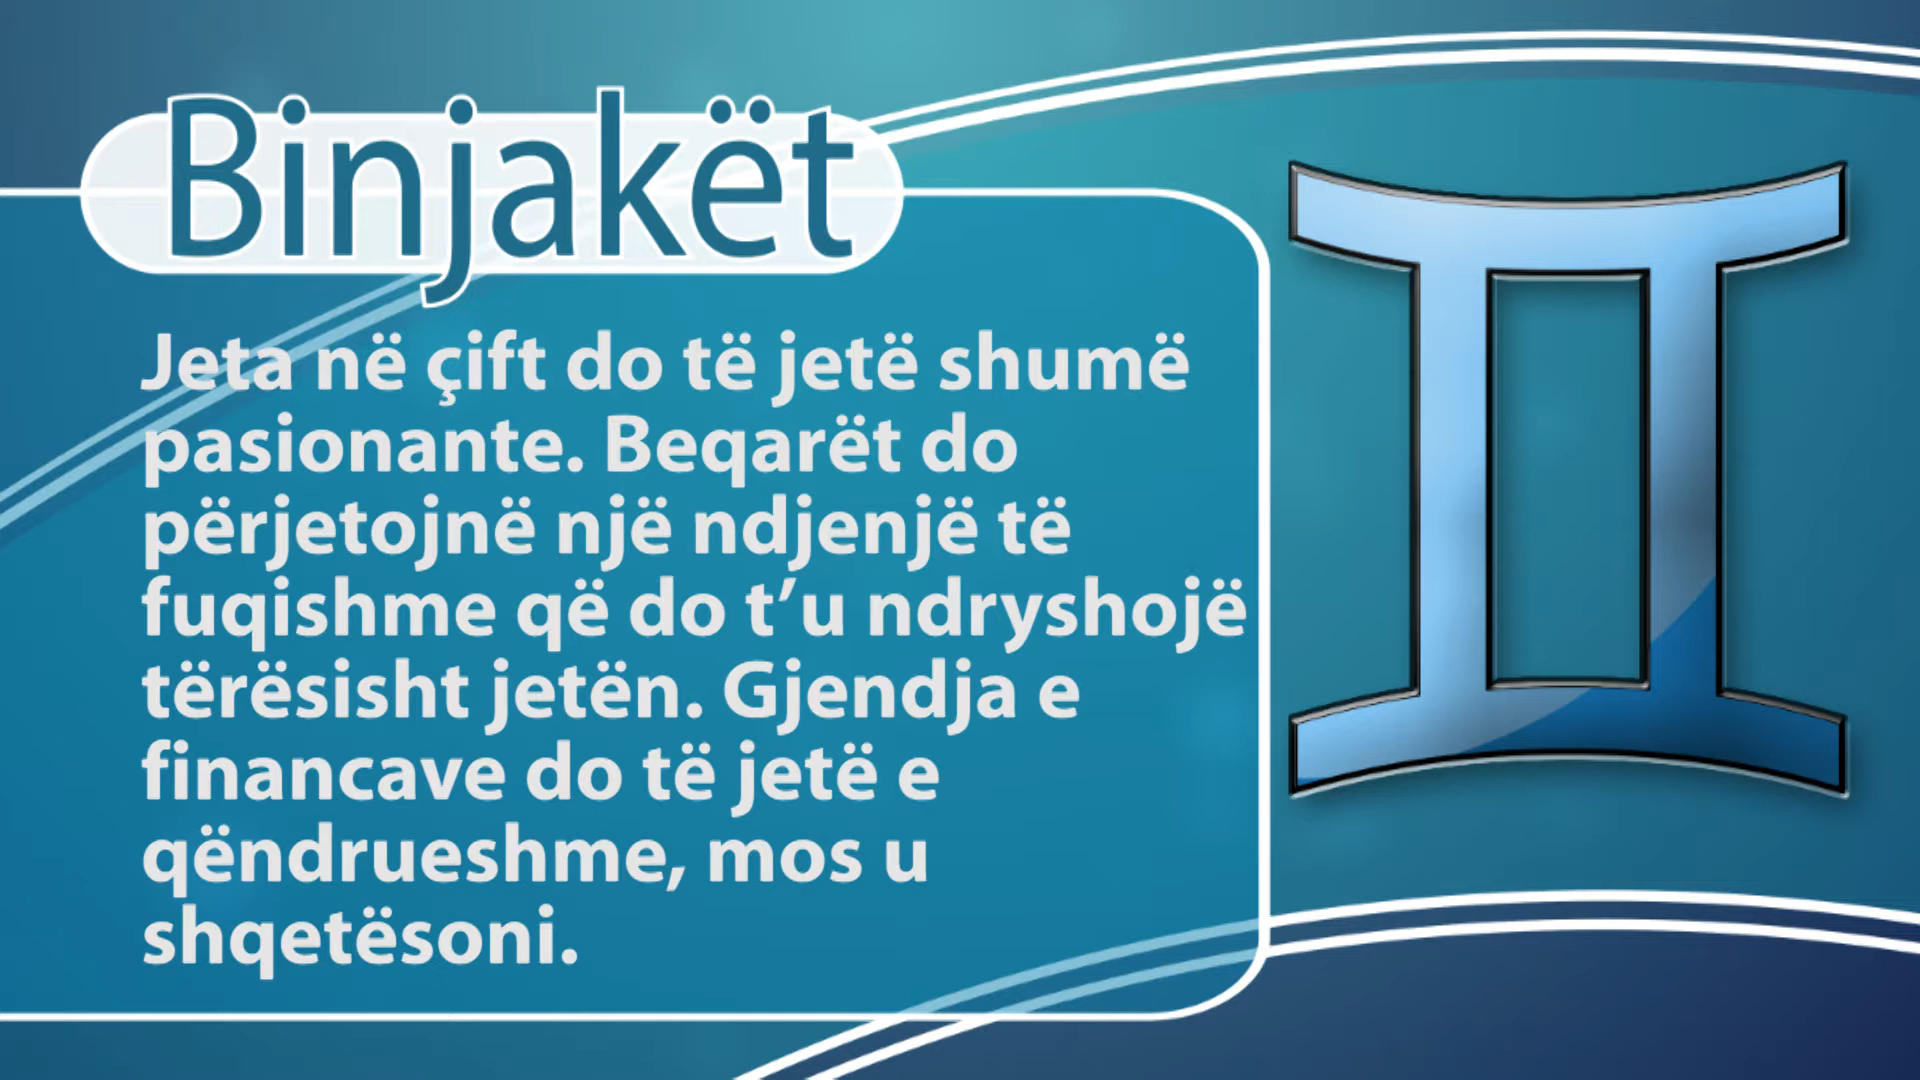 Binjakët
Jeta në çift do të jetë shumë
pasionante. Beqarët do
përjetojnë një ndjenjë të
fuqishme që do t’u ndryshojë
tërësisht jetën. Gjendja e
financave do të jetë e
qëndrueshme, mos u
shqetësoni.